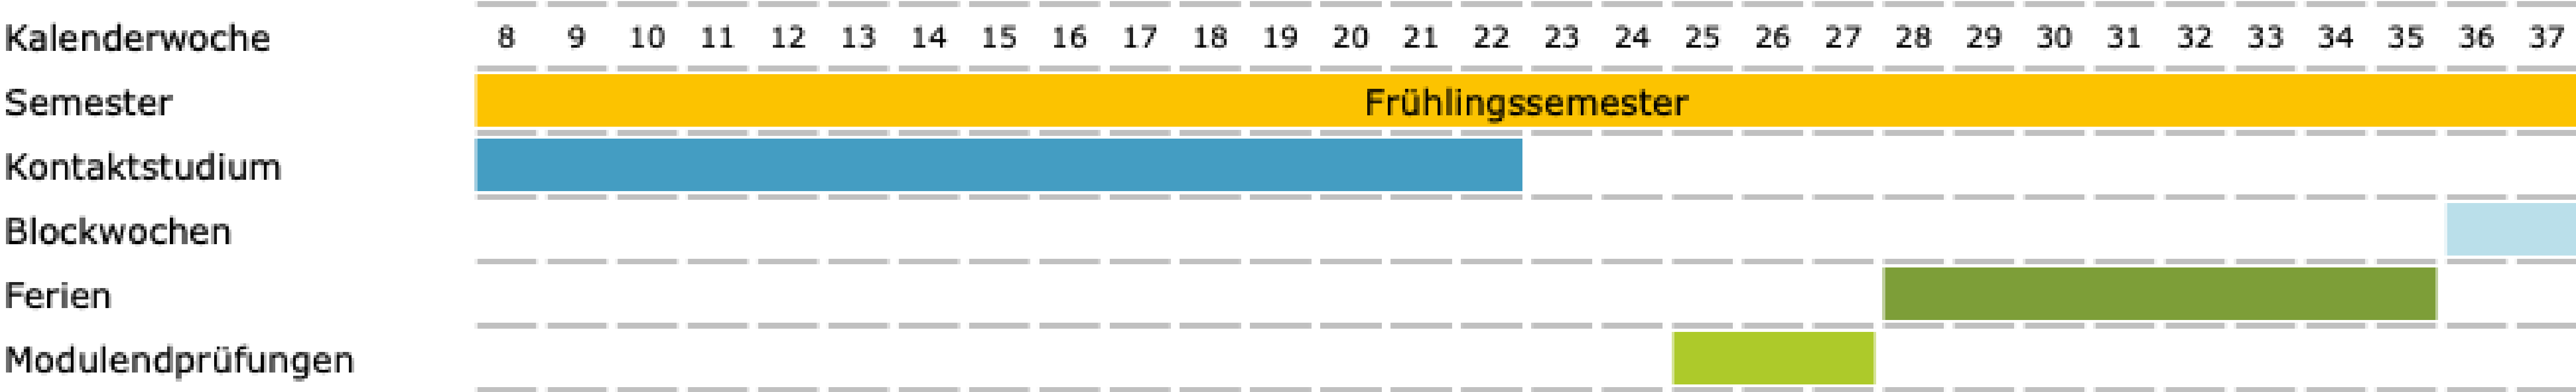 Kalenderwoche 8 9 10 11 12 13 14 15 16 17 18 19 20 21 22 23 24 25 26 27 28 29 30 31 32 33 34 35 36 37
Semester Frühlingssemester
Kontaktstudium
Blockwochen
Ferien
Modulendprüfungen